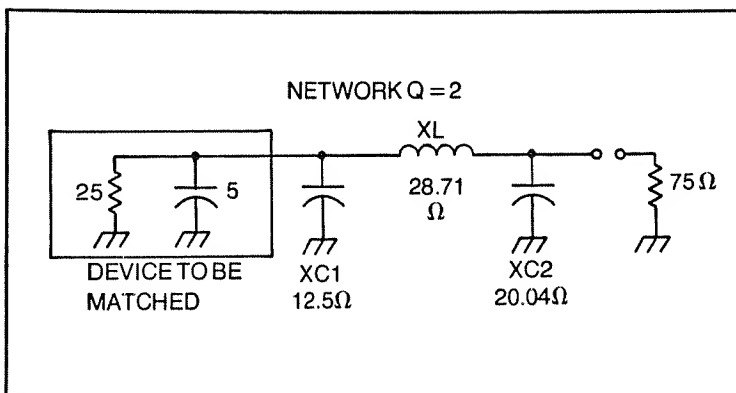 NETWORK Q = 2
XL
25
5
28.71
Ω
75Ω
DEVICE TO BE
MATCHED
XC1
12.5Ω
XC2
20.04Ω